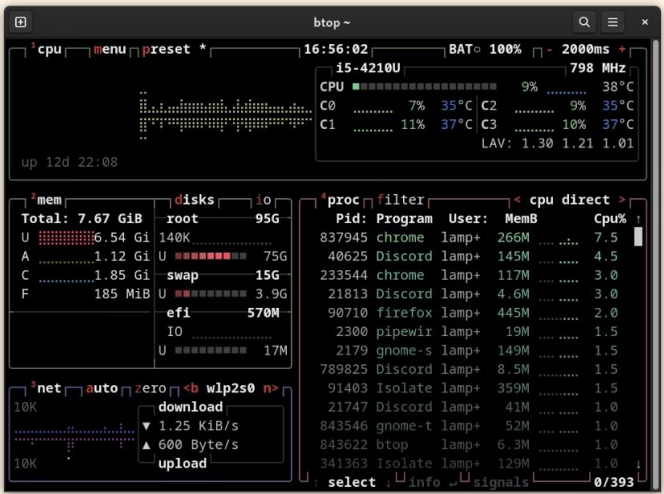 btop ~
1cpu menu preset * 16:56:02 BAT○ 100% - 2000ms +
i5-4210U 798 MHz
CPU 9% 38°C
C0 7% 35°C C2 9% 35°C
C1 11% 37°C C3 10% 37°C
LAV: 1.30 1.21 1.01
up 12d 22:08
2mem
Total: 7.67 GiB
U 6.54 Gi
A 1.12 Gi
C 1.85 Gi
F 185 MiB
disks io
root 95G
140K
U 75G
swap 15G
U 3.9G
efi 570M
IO
U 17M
3net auto zero <b wlp2s0 n>
10K
10K
download
▼ 1.25 KiB/s
▲ 600 Byte/s
upload
4proc filter < cpu direct >
Pid: Program User: MemB Cpu% ↑
837945 chrome lamp+ 266M 7.5
40625 Discord lamp+ 145M 4.5
233544 chrome lamp+ 117M 3.0
21813 Discord lamp+ 4.6M 3.0
90710 firefox lamp+ 445M 2.0
2300 pipewir lamp+ 19M 1.5
2179 gnome-s lamp+ 149M 1.5
789825 Discord lamp+ 8.5M 1.5
91403 Isolate lamp+ 359M 1.5
21747 Discord lamp+ 41M 1.0
843546 gnome-t lamp+ 52M 1.0
843622 btop lamp+ 6.3M 1.0
341363 Isolate lamp+ 129M 1.0 ↓
↑ select ↓ info ↵ signals 0/393